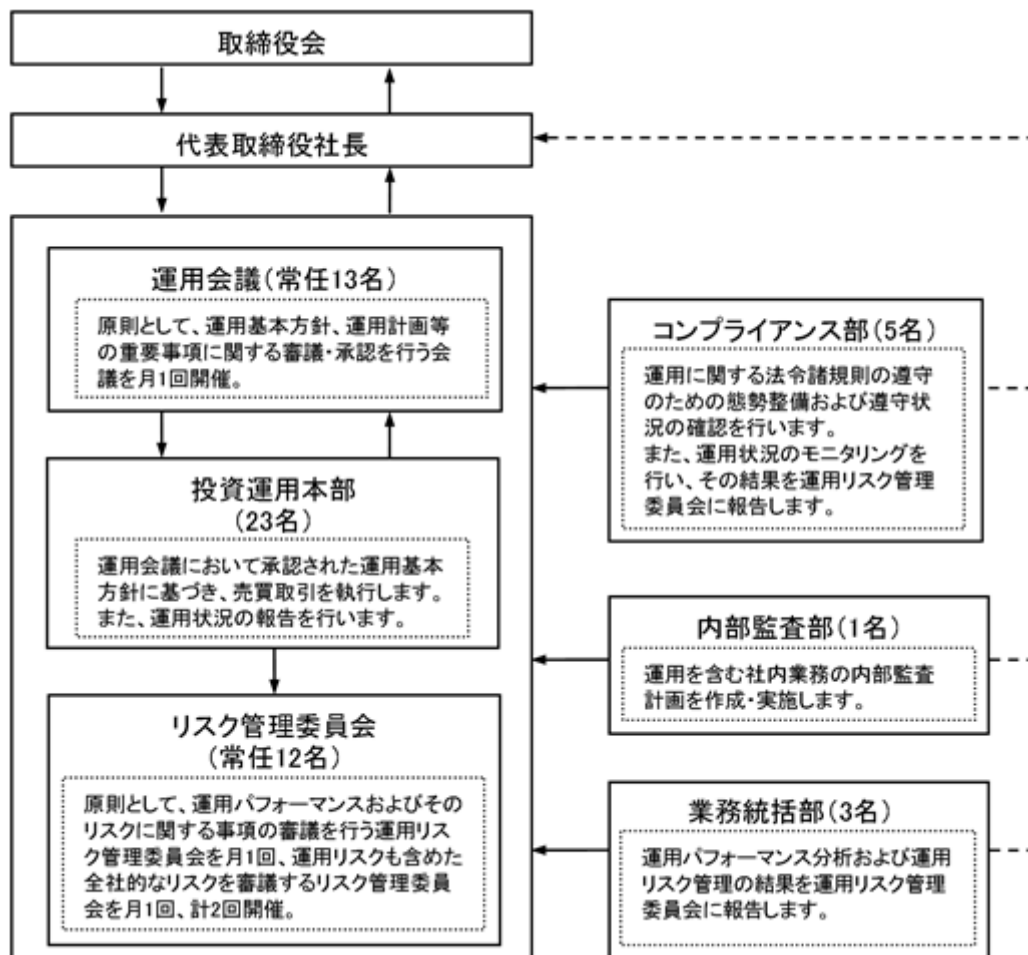 取締役会
代表取締役社長
運用会議(常任13名)
原則として、運用基本方針、運用計画等
の重要事項に関する審議・承認を行う会
議を月1回開催。
投資運用本部
(23名)
運用会議において承認された運用基本
方針に基づき、売買取引を執行します。
また、運用状況の報告を行います。
リスク管理委員会
(常任12名)
原則として、運用パフォーマンスおよびその
リスクに関する事項の審議を行う運用リス
ク管理委員会を月1回、運用リスクも含めた
全社的なリスクを審議するリスク管理委員
会を月1回、計2回開催。
コンプライアンス部(5名)
運用に関する法令諸規則の遵守
のための態勢整備および遵守状
況の確認を行います。
また、運用状況のモニタリングを
行い、その結果を運用リスク管理
委員会に報告します。
内部監査部(1名)
運用を含む社内業務の内部監査
計画を作成・実施します。
業務統括部(3名)
運用パフォーマンス分析および運用
リスク管理の結果を運用リスク管理
委員会に報告します。